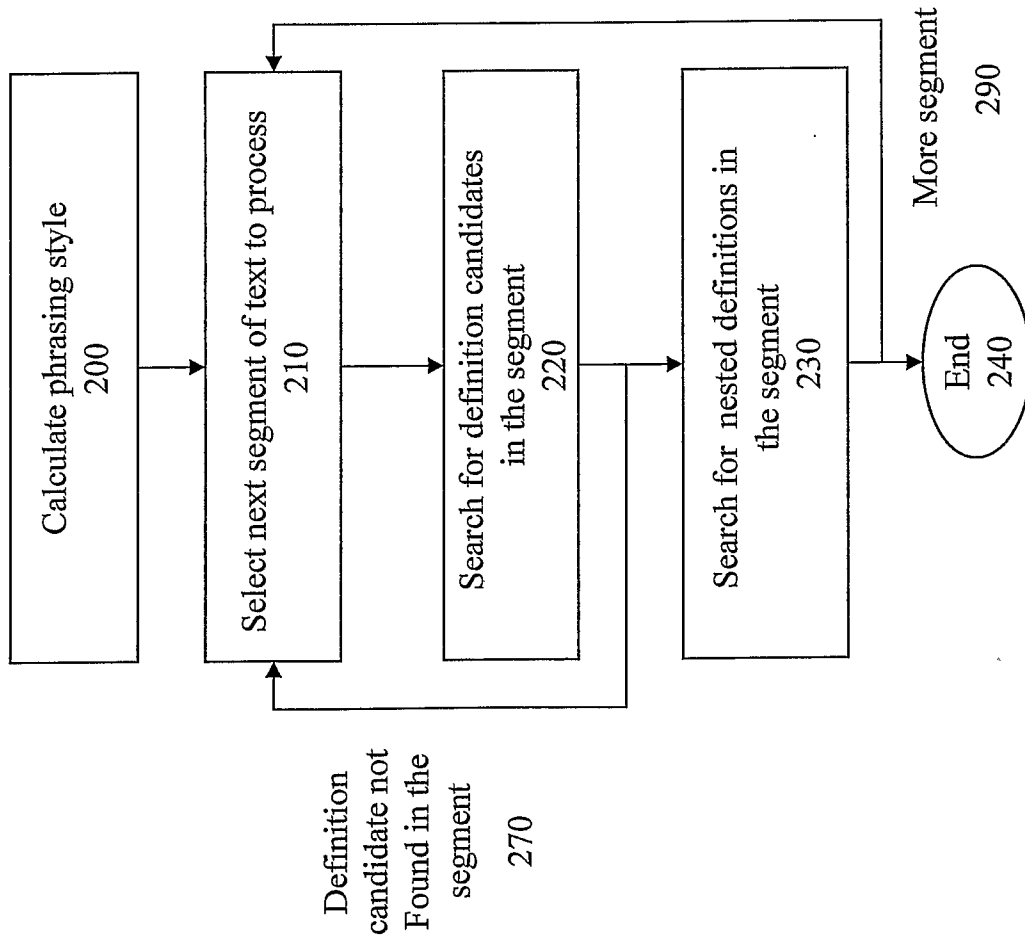 Calculate phrasing style
200
Select next segment of text to process
210
Search for definition candidates
in the segment
220
Definition
candidate not
Found in the
segment
270
Search for nested definitions in
the segment
230
More segment
290
End
240